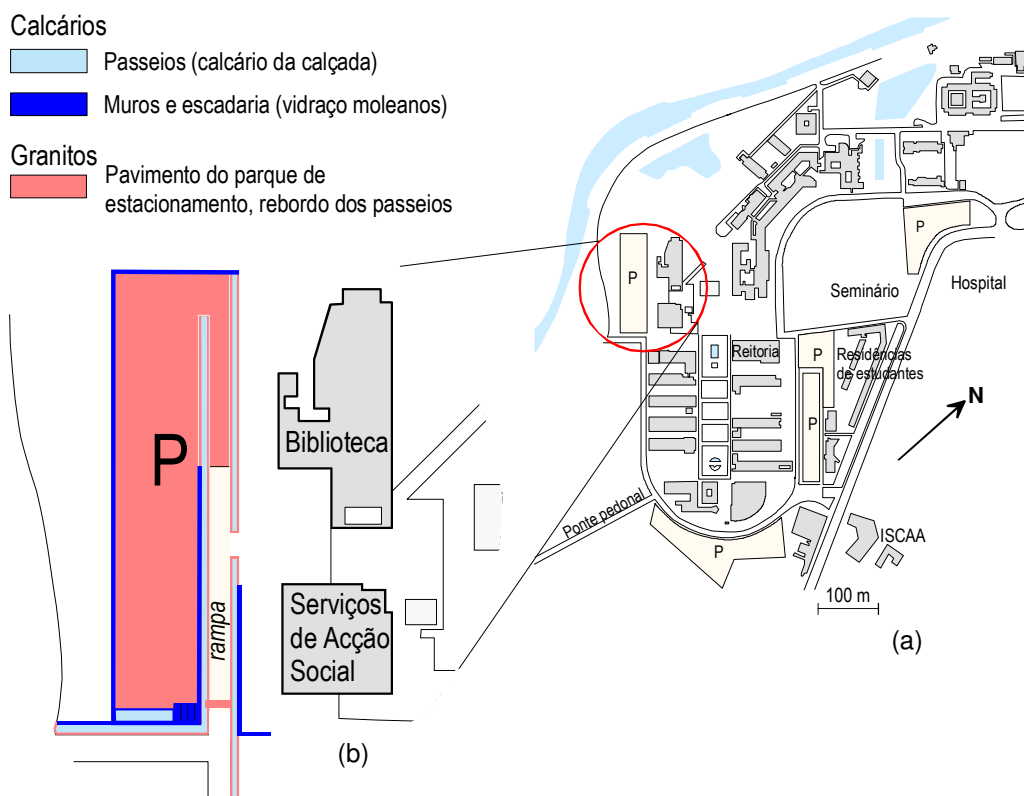 Calcários
Passeios (calcário da calçada)
Muros e escadaria (vidraço moleanos)
Granitos
Pavimento do parque de
estacionamento, rebordo dos passeios
P
Biblioteca
rampa
Serviços
de Acção
Social
(b)
P
P
Seminário
Hospital
Reitoria
P
Residências
de estudantes
P
N
Ponte pedonal
P
ISCAA
100 m
(a)